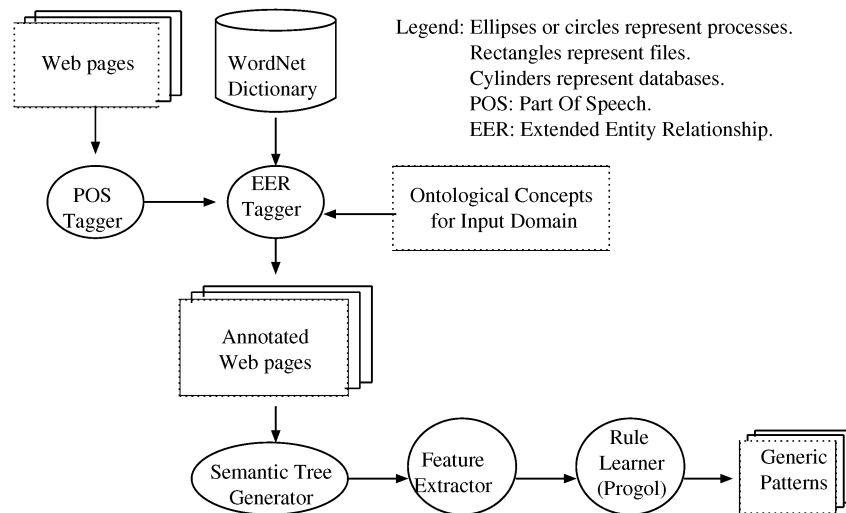 Web pages
WordNet
Dictionary
Legend: Ellipses or circles represent processes.
Rectangles represent files.
Cylinders represent databases.
POS: Part Of Speech.
EER: Extended Entity Relationship.
POS
Tagger
EER
Tagger
Ontological Concepts
for Input Domain
Annotated
Web pages
Semantic Tree
Generator
Feature
Extractor
Rule
Learner
(Progol)
Generic
Patterns